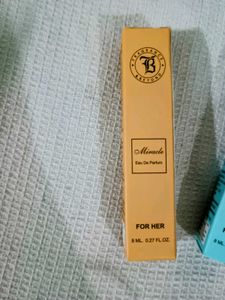 FRAGRANCE
B
& BEYOND
Miracle
Eau De Parfum
FOR HER
8 ML. 0.27 FL.OZ.
8 ML